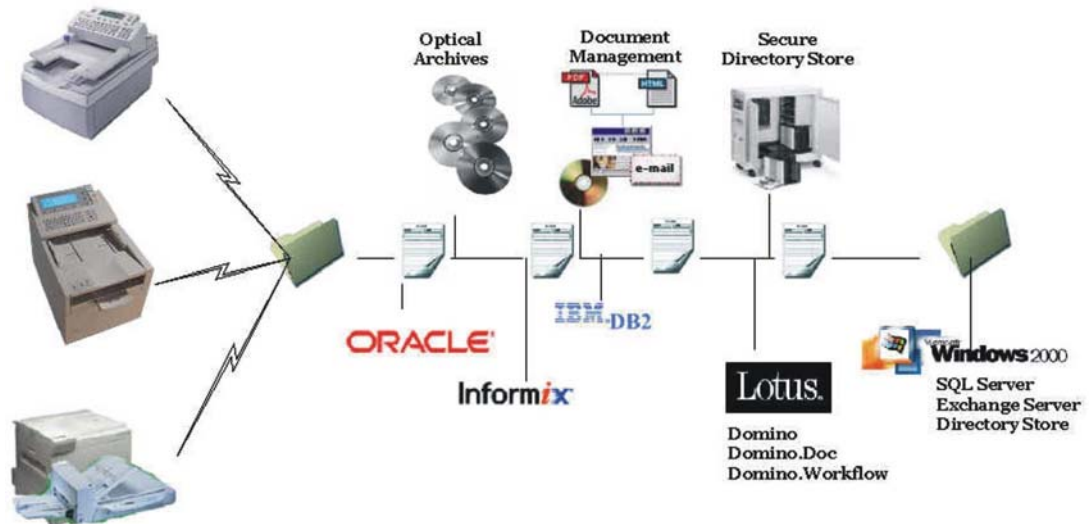 Optical
Archives
Document
Management
Secure
Directory Store
PDF
HTML
Adobe
e-mail
ORACLE
IBM. DB2
Informix
Lotus.
Domino
Domino.Doc
Domino.Workflow
Microsoft
Windows 2000
SQL Server
Exchange Server
Directory Store